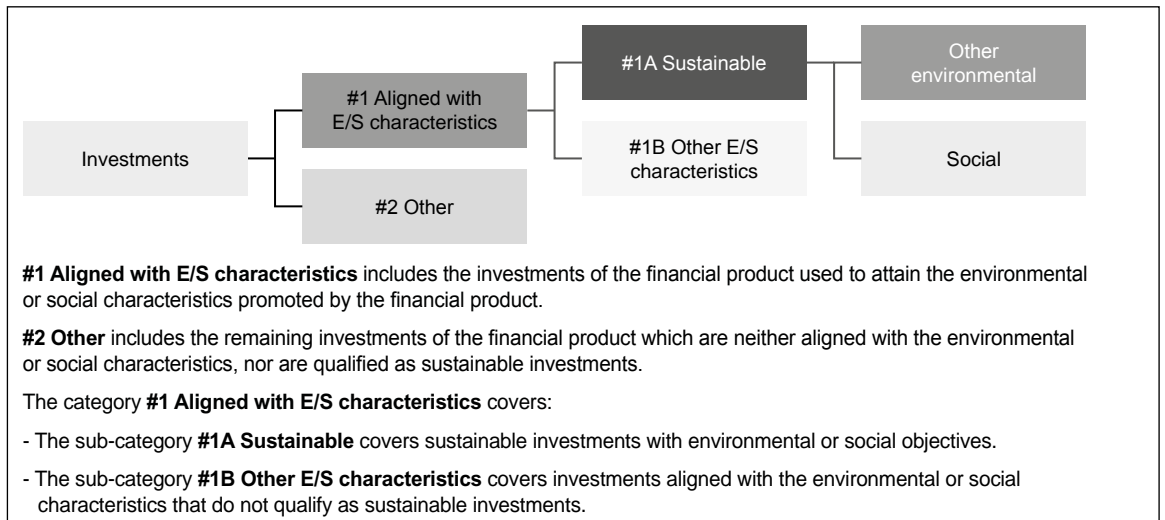 Investments
#1 Aligned with
E/S characteristics
#2 Other
#1A Sustainable
#1B Other E/S
characteristics
Other
environmental
Social
#1 Aligned with E/S characteristics includes the investments of the financial product used to attain the environmental
or social characteristics promoted by the financial product.
#2 Other includes the remaining investments of the financial product which are neither aligned with the environmental
or social characteristics, nor are qualified as sustainable investments.
The category #1 Aligned with E/S characteristics covers:
- The sub-category #1A Sustainable covers sustainable investments with environmental or social objectives.
- The sub-category #1B Other E/S characteristics covers investments aligned with the environmental or social
characteristics that do not qualify as sustainable investments.